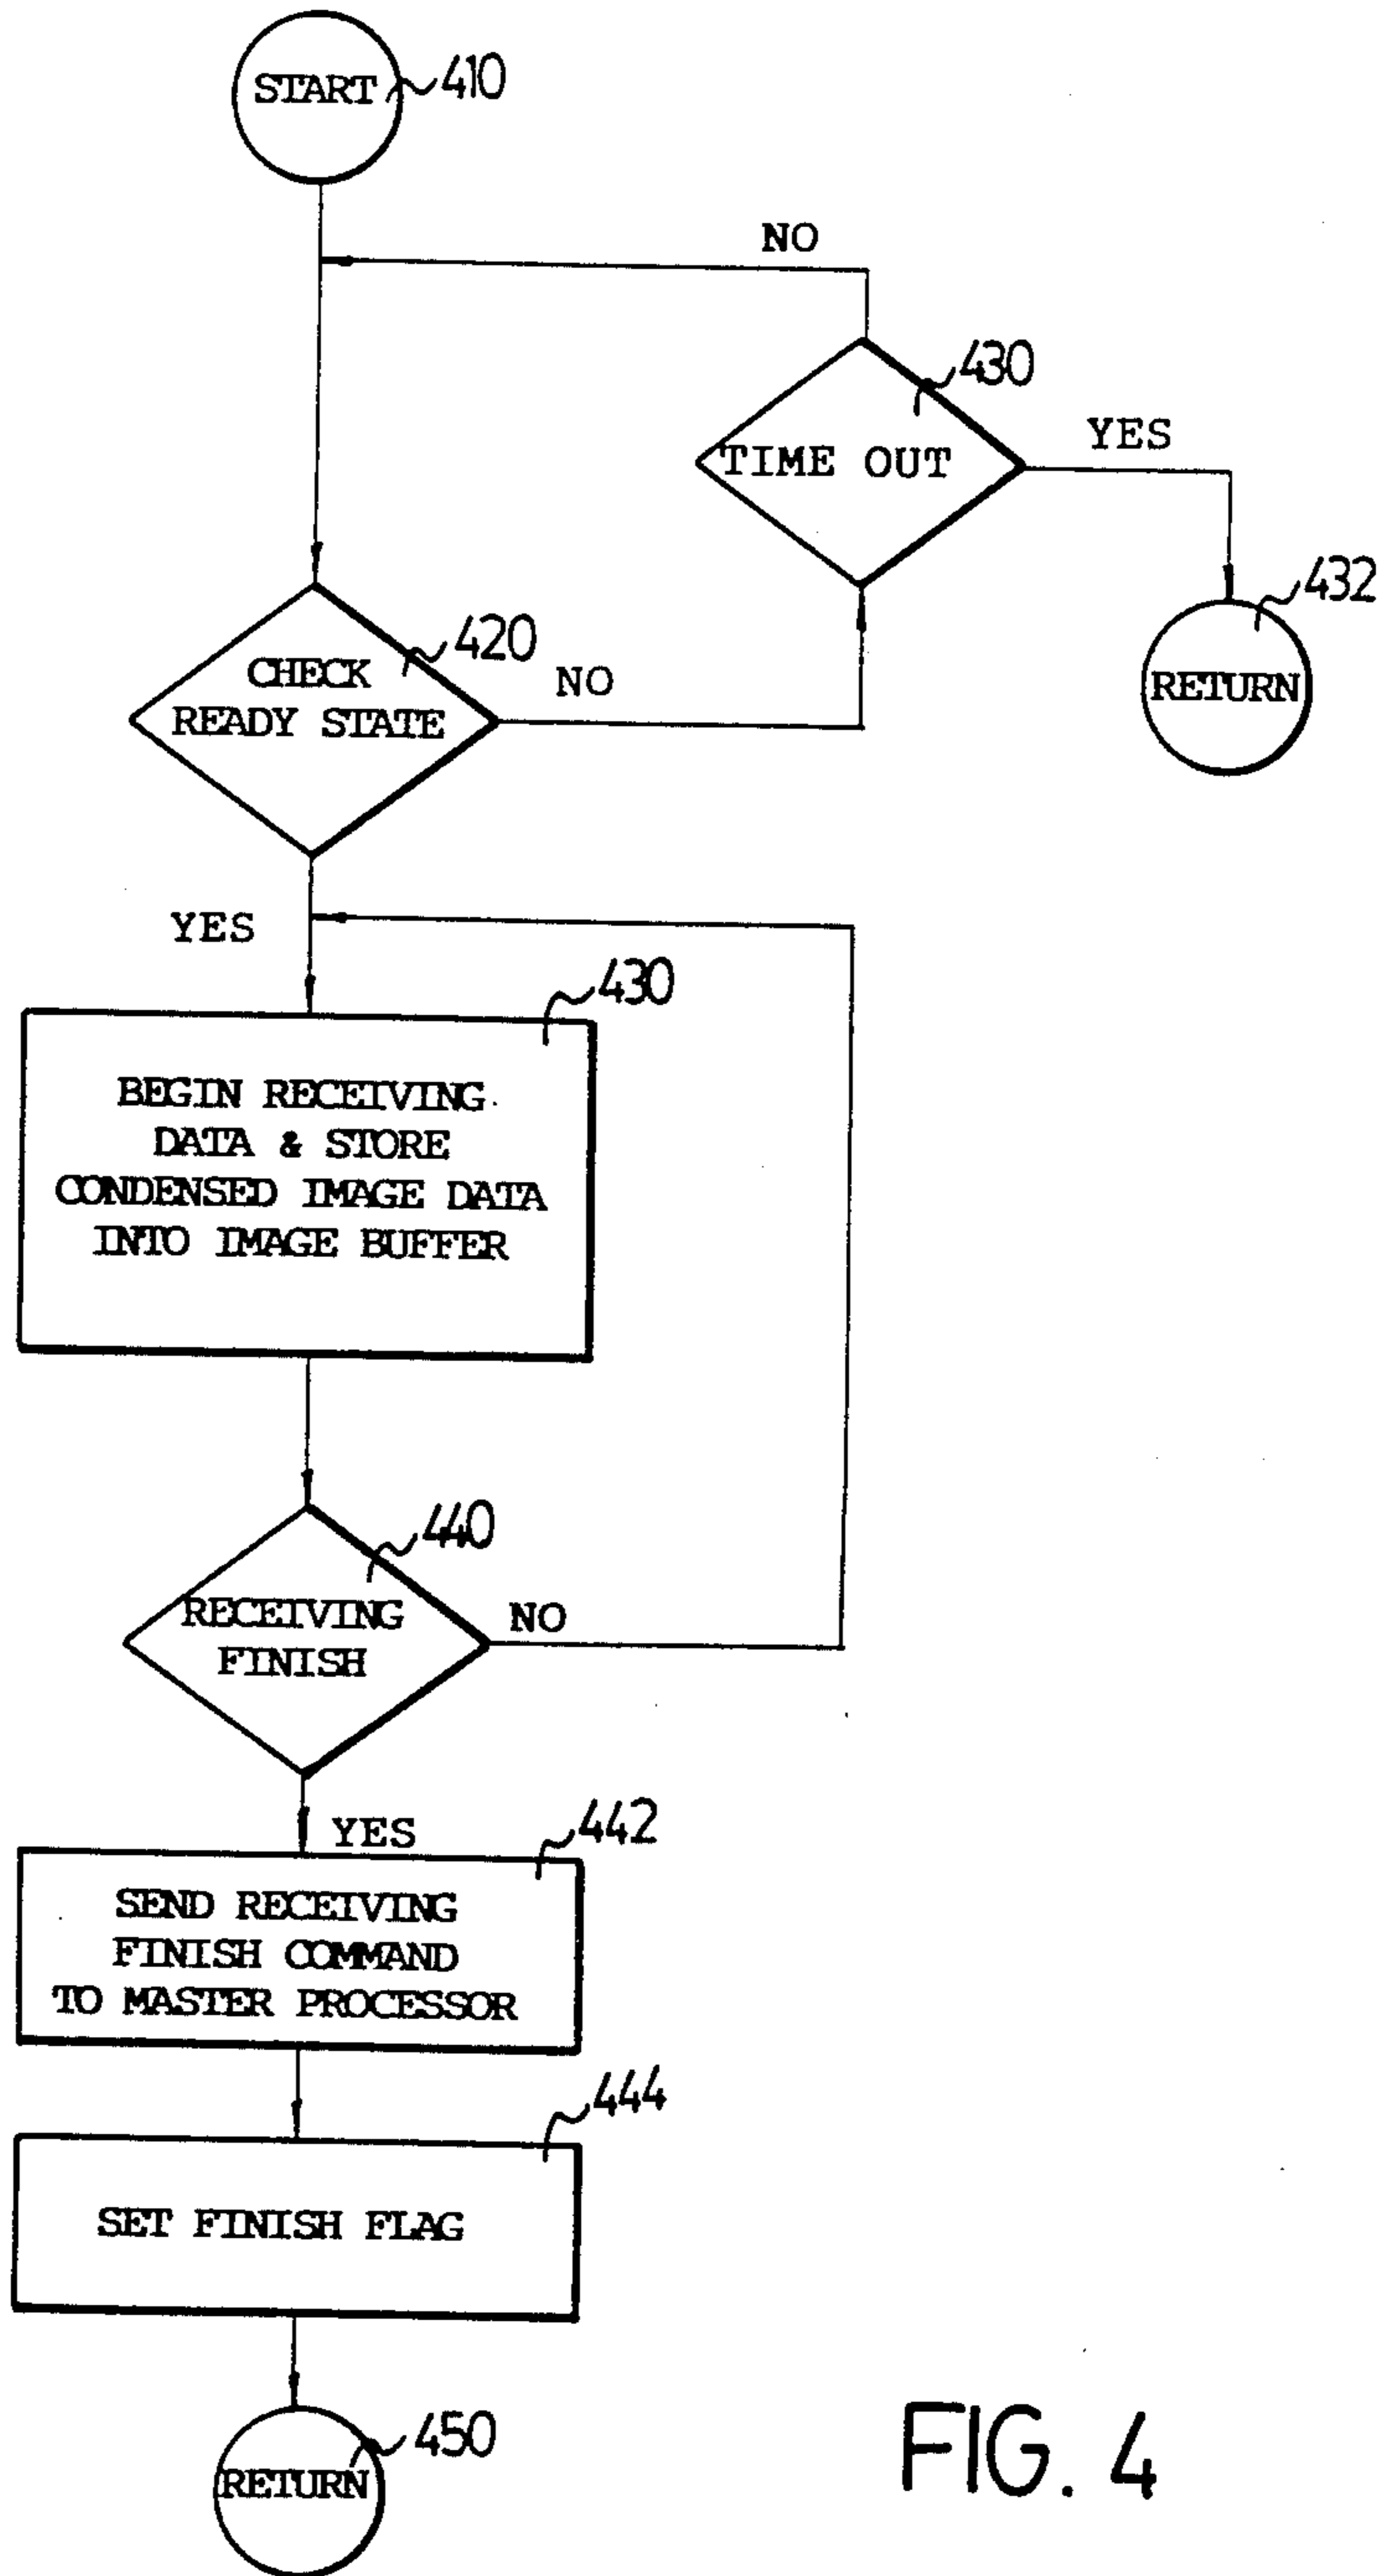 START
410
NO
430
TIME OUT
YES
432
RETURN
420
CHECK
READY STATE
NO
YES
430
BEGIN RECEIVING
DATA & STORE
CONDENSED IMAGE DATA
INTO IMAGE BUFFER
440
RECEIVING
FINISH
NO
YES
442
SEND RECEIVING
FINISH COMMAND
TO MASTER PROCESSOR
444
SET FINISH FLAG
450
RETURN
FIG. 4